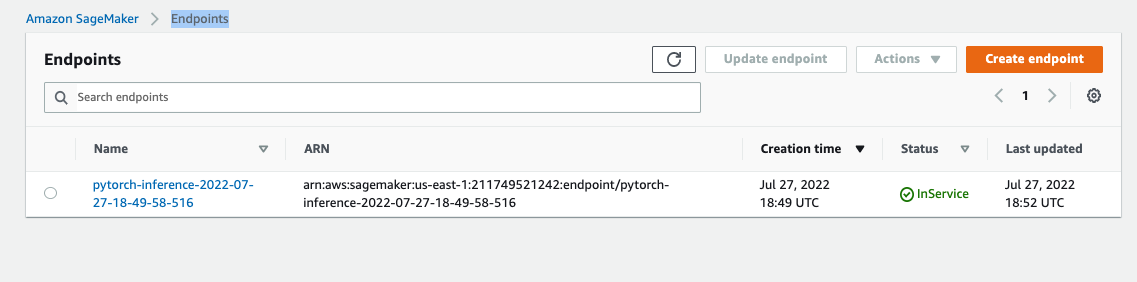 Amazon SageMaker > Endpoints
Endpoints
Update endpoint
Actions
Create endpoint
Search endpoints
1
Name ARN Creation time Status Last updated
pytorch-inference-2022-07- arn:aws:sagemaker:us-east-1:211749521242:endpoint/pytorch- Jul 27, 2022 InService Jul 27, 2022
27-18-49-58-516 inference-2022-07-27-18-49-58-516 18:49 UTC 18:52 UTC